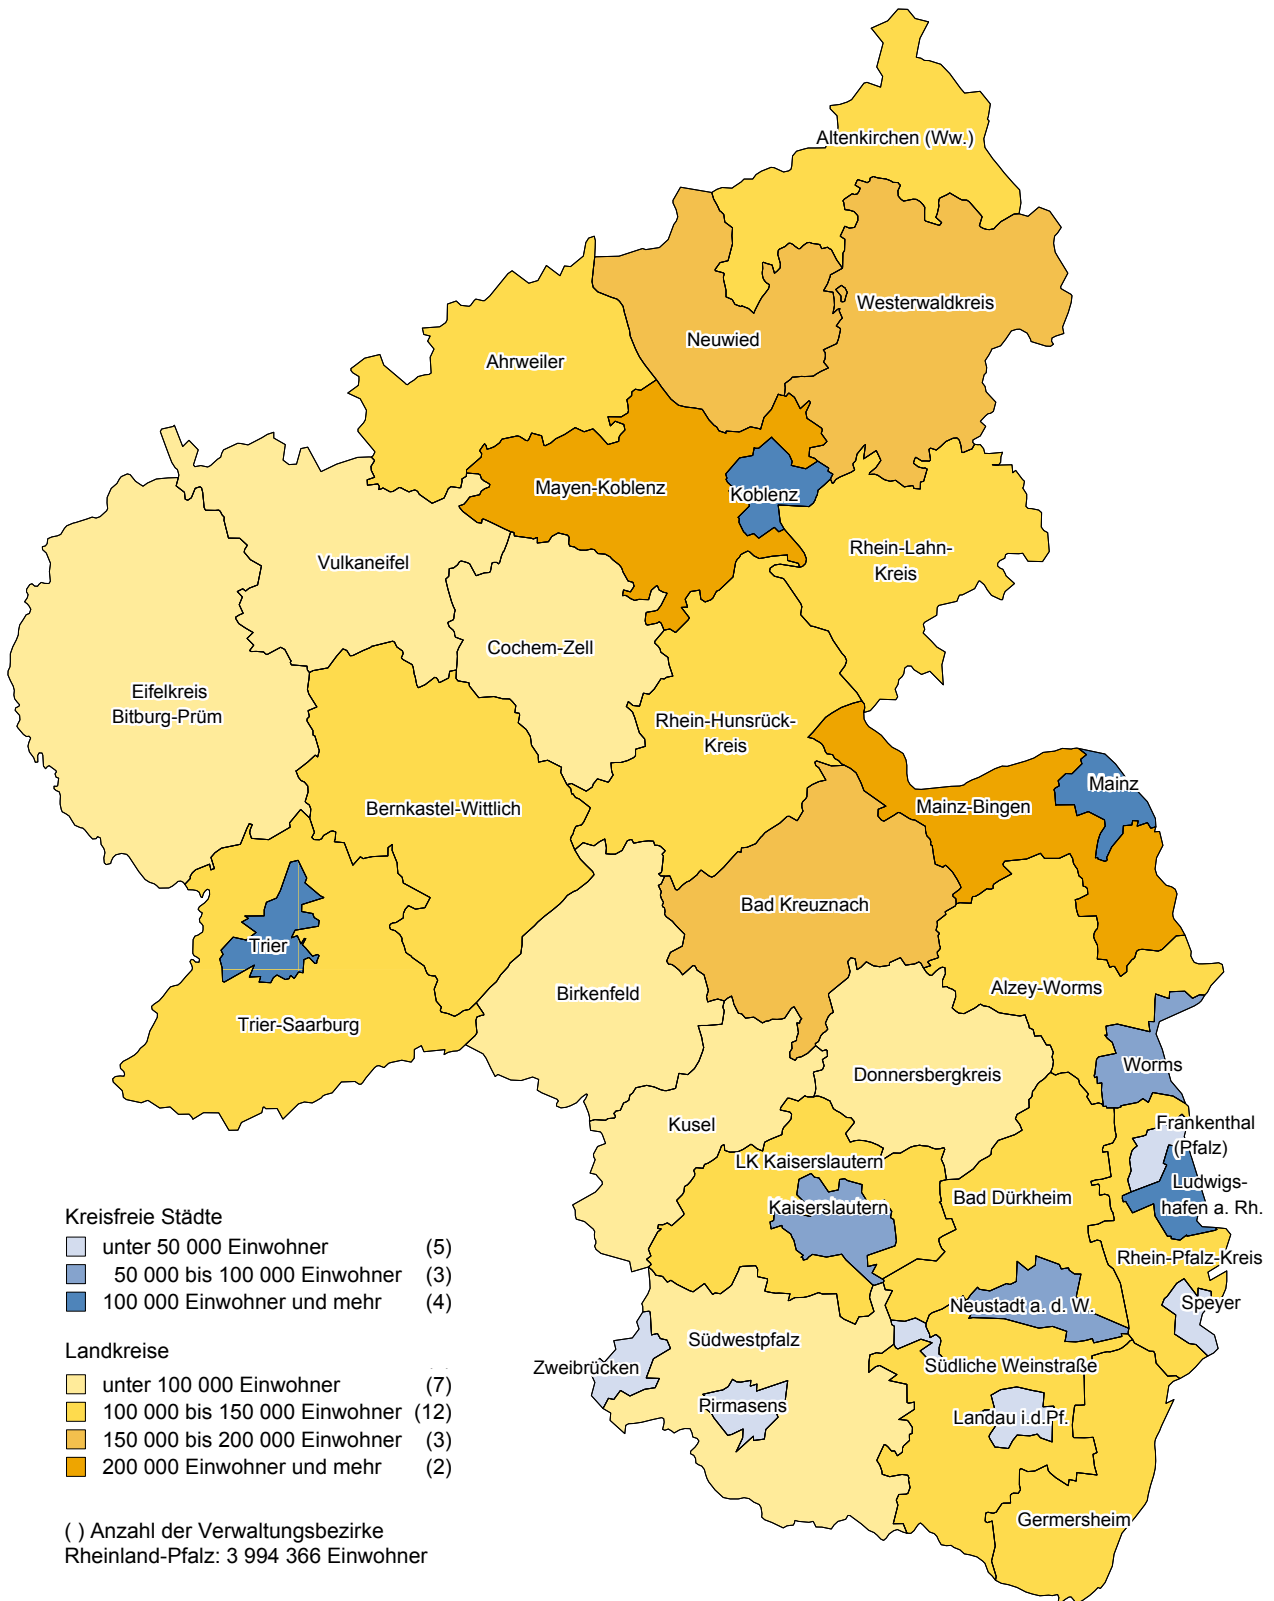 Altenkirchen (Ww.)
Westerwaldkreis
Neuwied
Ahrweiler
Mayen-Koblenz
Koblenz
Rhein-Lahn-
Kreis
Vulkaneifel
Cochem-Zell
Eifelkreis
Bitburg-Prüm
Rhein-Hunsrück-
Kreis
Mainz
Mainz-Bingen
Bernkastel-Wittlich
Bad Kreuznach
Trier
Alzey-Worms
Birkenfeld
Trier-Saarburg
Worms
Donnersbergkreis
Kusel
Frankenthal
(Pfalz)
LK Kaiserslautern
Ludwigs-
hafen a. Rh.
Bad Dürkheim
Kaiserslautern
Rhein-Pfalz-Kreis
Neustadt a. d. W.
Speyer
Südwestpfalz
Zweibrücken
Südliche Weinstraße
Pirmasens
Landau i.d.Pf.
Germersheim
Kreisfreie Städte
unter 50 000 Einwohner (5)
50 000 bis 100 000 Einwohner (3)
100 000 Einwohner und mehr (4)
Landkreise
unter 100 000 Einwohner (7)
100 000 bis 150 000 Einwohner (12)
150 000 bis 200 000 Einwohner (3)
200 000 Einwohner und mehr (2)
( ) Anzahl der Verwaltungsbezirke
Rheinland-Pfalz: 3 994 366 Einwohner